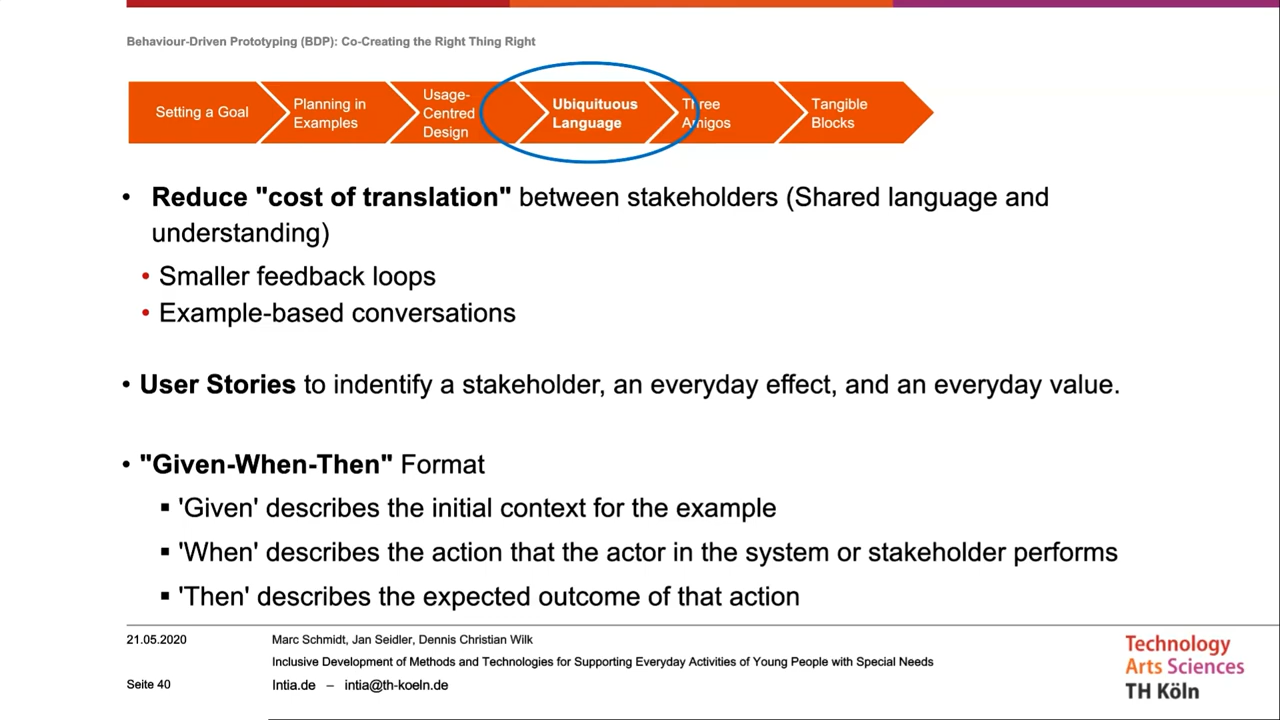 Behaviour-Driven Prototyping (BDP): Co-Creating the Right Thing Right
Setting a Goal
Planning in
Examples
Usage-
Centred
Design
Ubiquituous
Language
Three
Amigos
Tangible
Blocks
• Reduce "cost of translation" between stakeholders (Shared language and
understanding)
• Smaller feedback loops
• Example-based conversations
• User Stories to indentify a stakeholder, an everyday effect, and an everyday value.
• "Given-When-Then" Format
▪ 'Given' describes the initial context for the example
▪ 'When' describes the action that the actor in the system or stakeholder performs
▪ 'Then' describes the expected outcome of that action
21.05.2020
Marc Schmidt, Jan Seidler, Dennis Christian Wilk
Inclusive Development of Methods and Technologies for Supporting Everyday Activities of Young People with Special Needs
Seite 40
Intia.de – intia@th-koeln.de
Technology
Arts Sciences
TH Köln